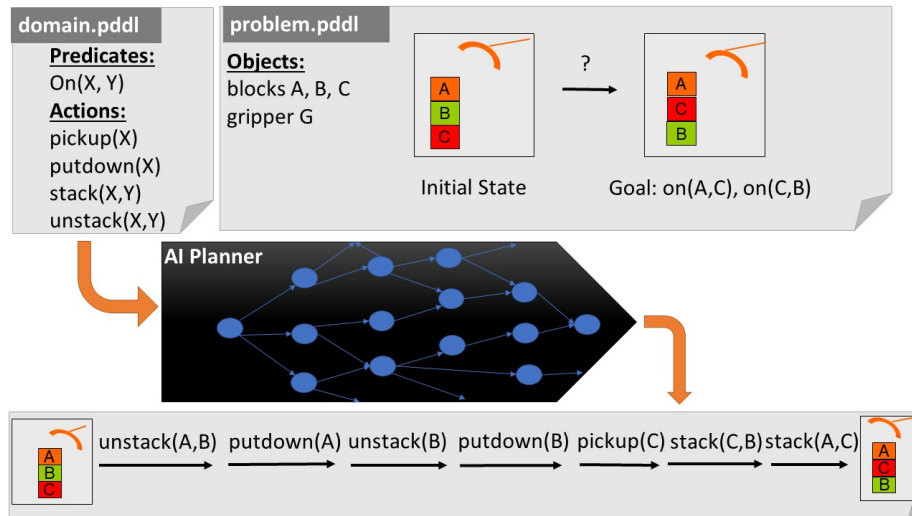 domain.pddl
Predicates:
On(X, Y)
Actions:
pickup(X)
putdown(X)
stack(X,Y)
unstack(X,Y)
problem.pddl
Objects:
blocks A, B, C
gripper G
A
B
C
Initial State
?
A
C
B
Goal: on(A,C), on(C,B)
AI Planner
A
B
C
unstack(A,B)
putdown(A)
unstack(B)
putdown(B)
pickup(C)
stack(C,B)
stack(A,C)
A
C
B